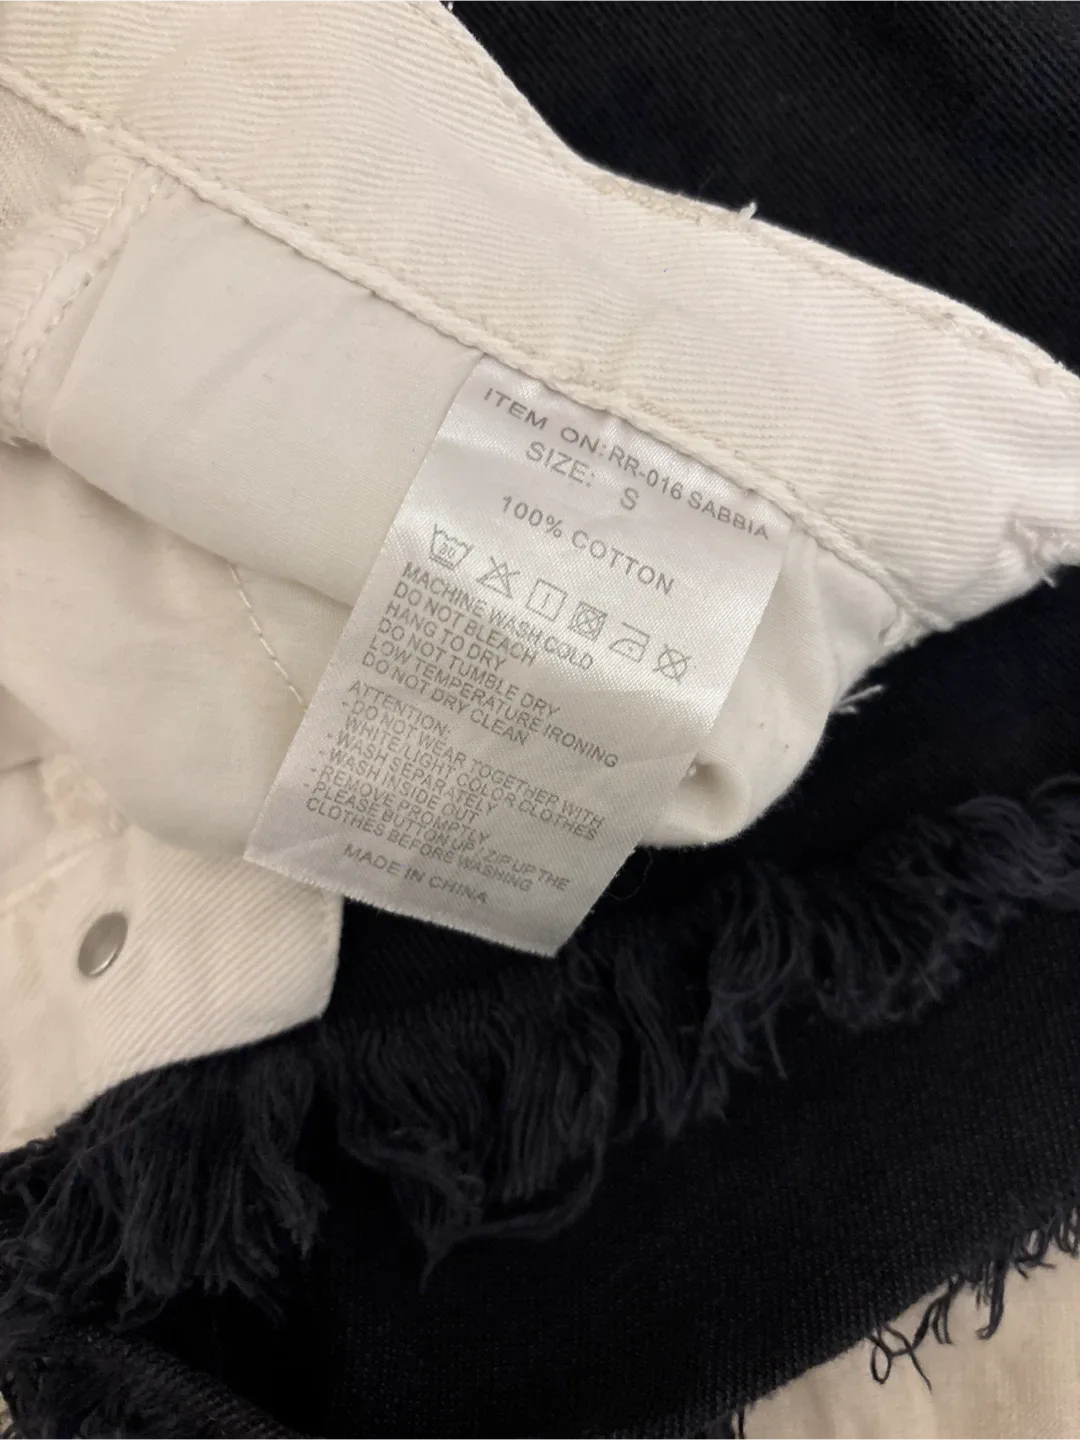 ITEM ON: RR-016 SABBIA
SIZE: S
100% COTTON
30
MACHINE WASH COLD
DO NOT BLEACH
HANG TO DRY
DO NOT TUMBLE DRY
LOW TEMPERATURE IRONING
DO NOT DRY CLEAN
ATTENTION:
- DO NOT WEAR TOGETHER WITH
WHITE/LIGHT COLOR CLOTHES
- WASH SEPARATELY
- WASH INSIDE OUT
- REMOVE PROMPTLY
- PLEASE BUTTON UP / ZIP UP THE
CLOTHES BEFORE WASHING
MADE IN CHINA